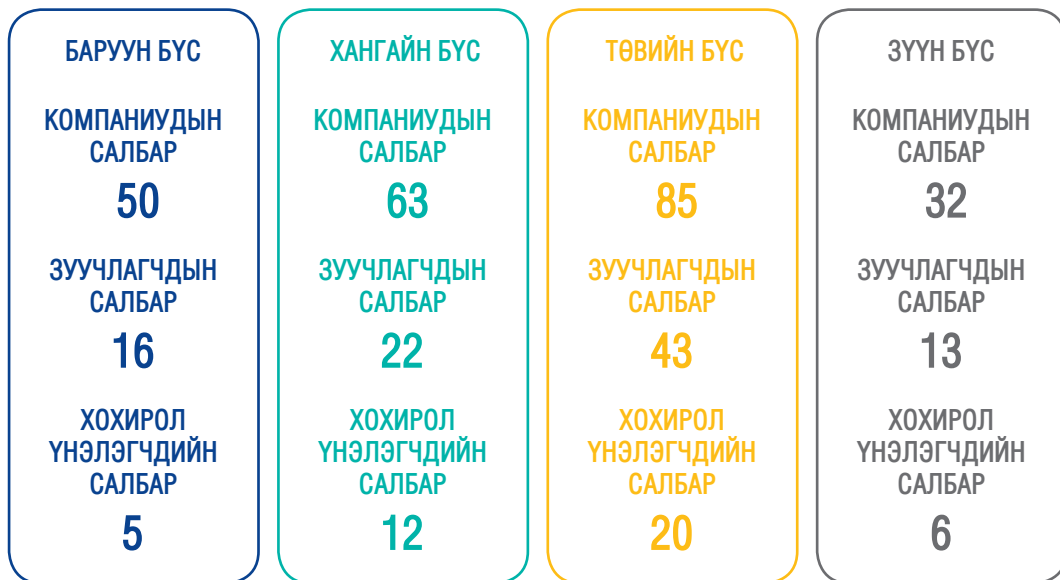 БАРУУН БҮС
КОМПАНИУДЫН
САЛБАР
50
ЗУУЧЛАГЧДЫН
САЛБАР
16
ХОХИРОЛ
ҮНЭЛЭГЧДИЙН
САЛБАР
5
ХАНГАЙН БҮС
КОМПАНИУДЫН
САЛБАР
63
ЗУУЧЛАГЧДЫН
САЛБАР
22
ХОХИРОЛ
ҮНЭЛЭГЧДИЙН
САЛБАР
12
ТӨВИЙН БҮС
КОМПАНИУДЫН
САЛБАР
85
ЗУУЧЛАГЧДЫН
САЛБАР
43
ХОХИРОЛ
ҮНЭЛЭГЧДИЙН
САЛБАР
20
ЗҮҮН БҮС
КОМПАНИУДЫН
САЛБАР
32
ЗУУЧЛАГЧДЫН
САЛБАР
13
ХОХИРОЛ
ҮНЭЛЭГЧДИЙН
САЛБАР
6